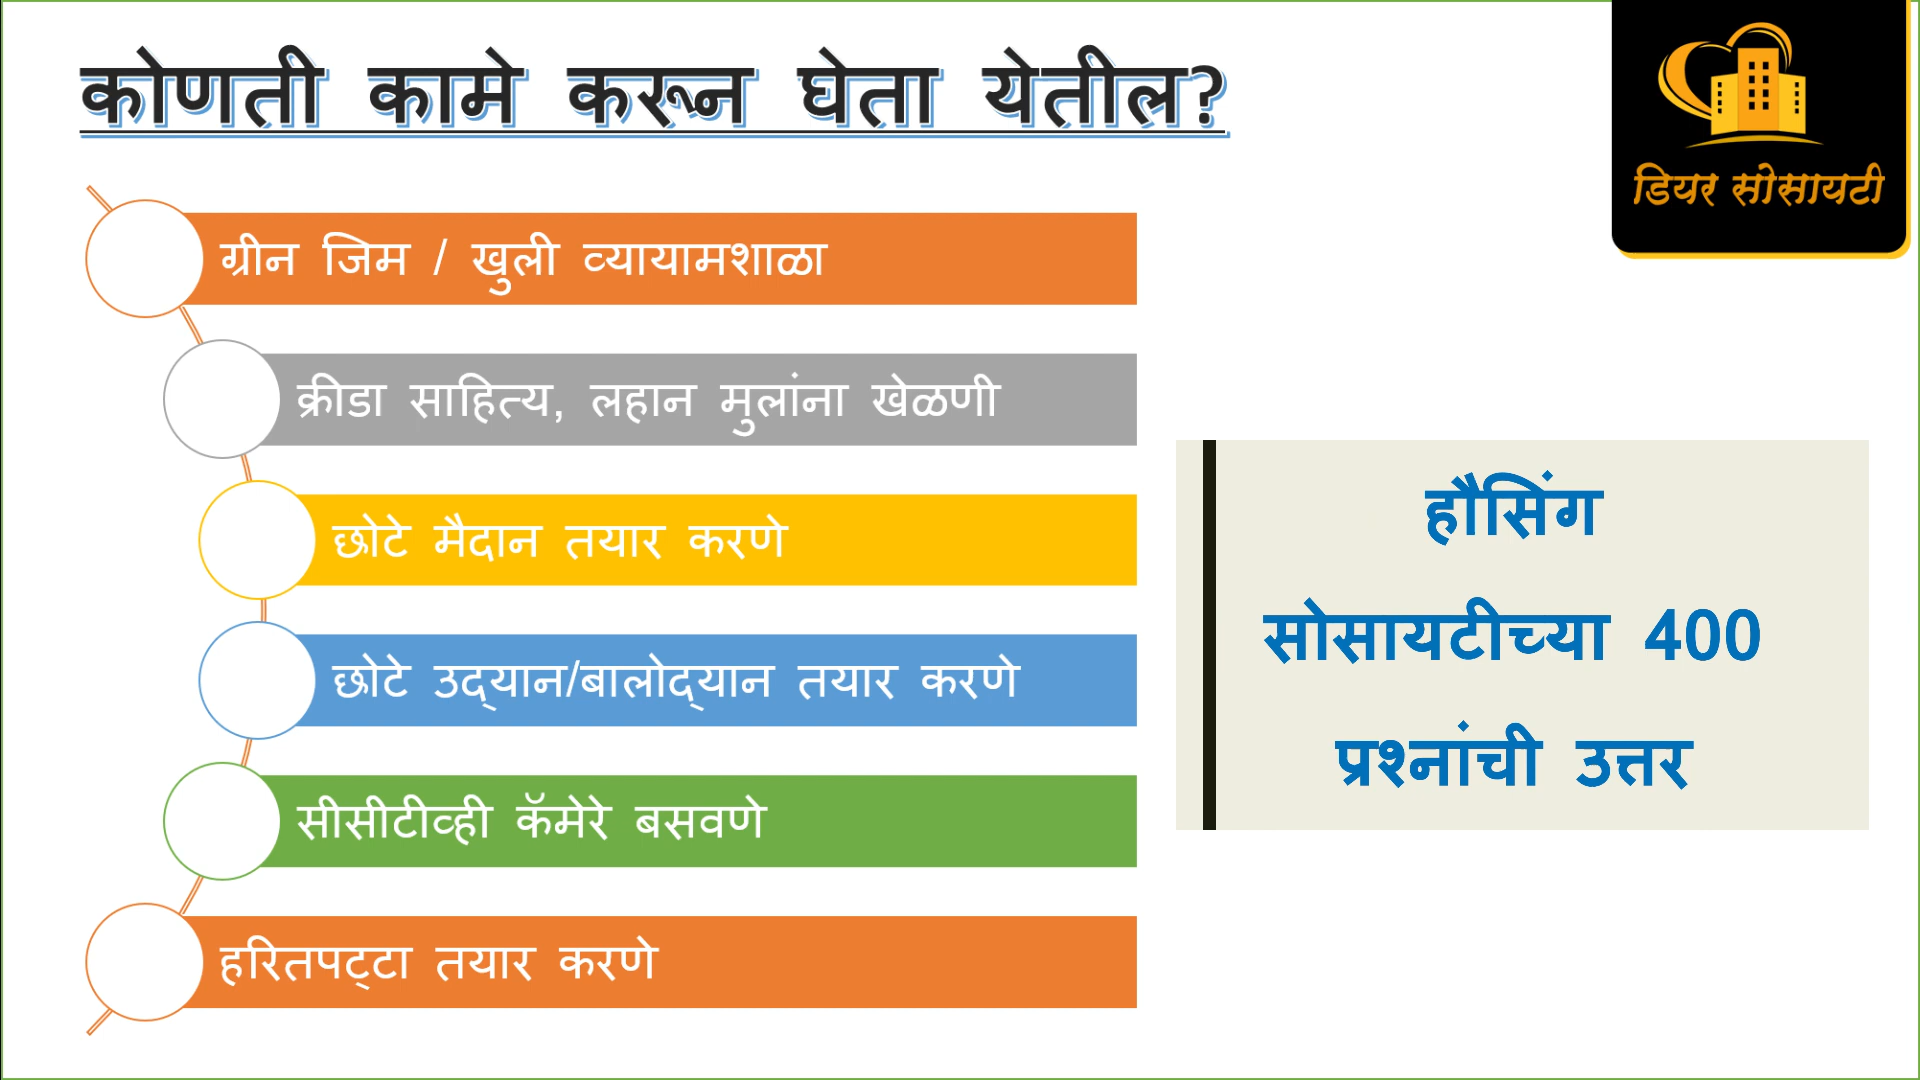 कोणती कामे करून घेता येतील?
डियर सोसायटी
ग्रीन जिम / खुली व्यायामशाळा
क्रीडा साहित्य, लहान मुलांना खेळणी
छोटे मैदान तयार करणे
छोटे उद्यान/बालोद्यान तयार करणे
सीसीटीव्ही कॅमेरे बसवणे
हरितपट्टा तयार करणे
हौसिंग
सोसायटीच्या 400
प्रश्नांची उत्तर